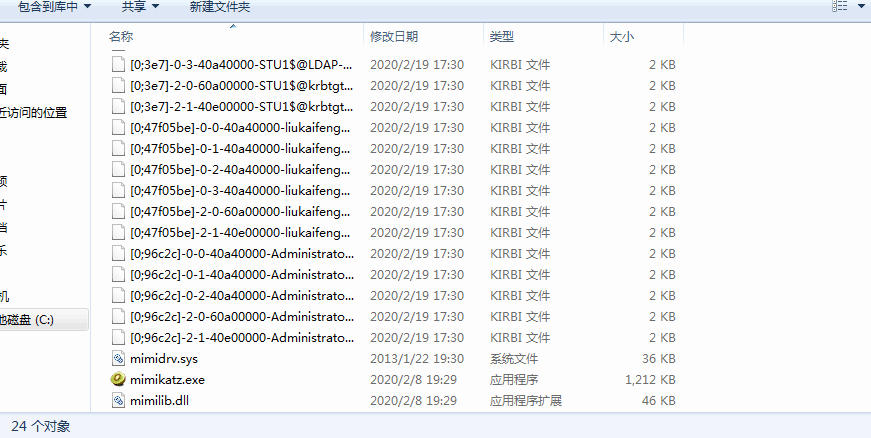 包含到库中 共享 新建文件夹
名称 修改日期 类型 大小
[0;3e7]-0-3-40a40000-STU1$@LDAP-... 2020/2/19 17:30 KIRBI 文件 2 KB
[0;3e7]-2-0-60a00000-STU1$@krbtgt... 2020/2/19 17:30 KIRBI 文件 2 KB
[0;3e7]-2-1-40e00000-STU1$@krbtgt... 2020/2/19 17:30 KIRBI 文件 2 KB
近访问的位置 [0;47f05be]-0-0-40a40000-liukaifeng... 2020/2/19 17:30 KIRBI 文件 2 KB
[0;47f05be]-0-1-40a40000-liukaifeng... 2020/2/19 17:30 KIRBI 文件 2 KB
[0;47f05be]-0-2-40a40000-liukaifeng... 2020/2/19 17:30 KIRBI 文件 2 KB
[0;47f05be]-0-3-40a40000-liukaifeng... 2020/2/19 17:30 KIRBI 文件 2 KB
[0;47f05be]-2-0-60a00000-liukaifeng... 2020/2/19 17:30 KIRBI 文件 2 KB
[0;47f05be]-2-1-40e00000-liukaifeng... 2020/2/19 17:30 KIRBI 文件 2 KB
[0;96c2c]-0-0-40a40000-Administrato... 2020/2/19 17:30 KIRBI 文件 2 KB
[0;96c2c]-0-1-40a40000-Administrato... 2020/2/19 17:30 KIRBI 文件 2 KB
[0;96c2c]-0-2-40a40000-Administrato... 2020/2/19 17:30 KIRBI 文件 2 KB
[0;96c2c]-2-0-60a00000-Administrato... 2020/2/19 17:30 KIRBI 文件 2 KB
[0;96c2c]-2-1-40e00000-Administrato... 2020/2/19 17:30 KIRBI 文件 2 KB
地磁盘 (C:)
mimidrv.sys 2013/1/22 19:30 系统文件 36 KB
mimikatz.exe 2020/2/8 19:29 应用程序 1,212 KB
mimilib.dll 2020/2/8 19:29 应用程序扩展 46 KB
24 个对象